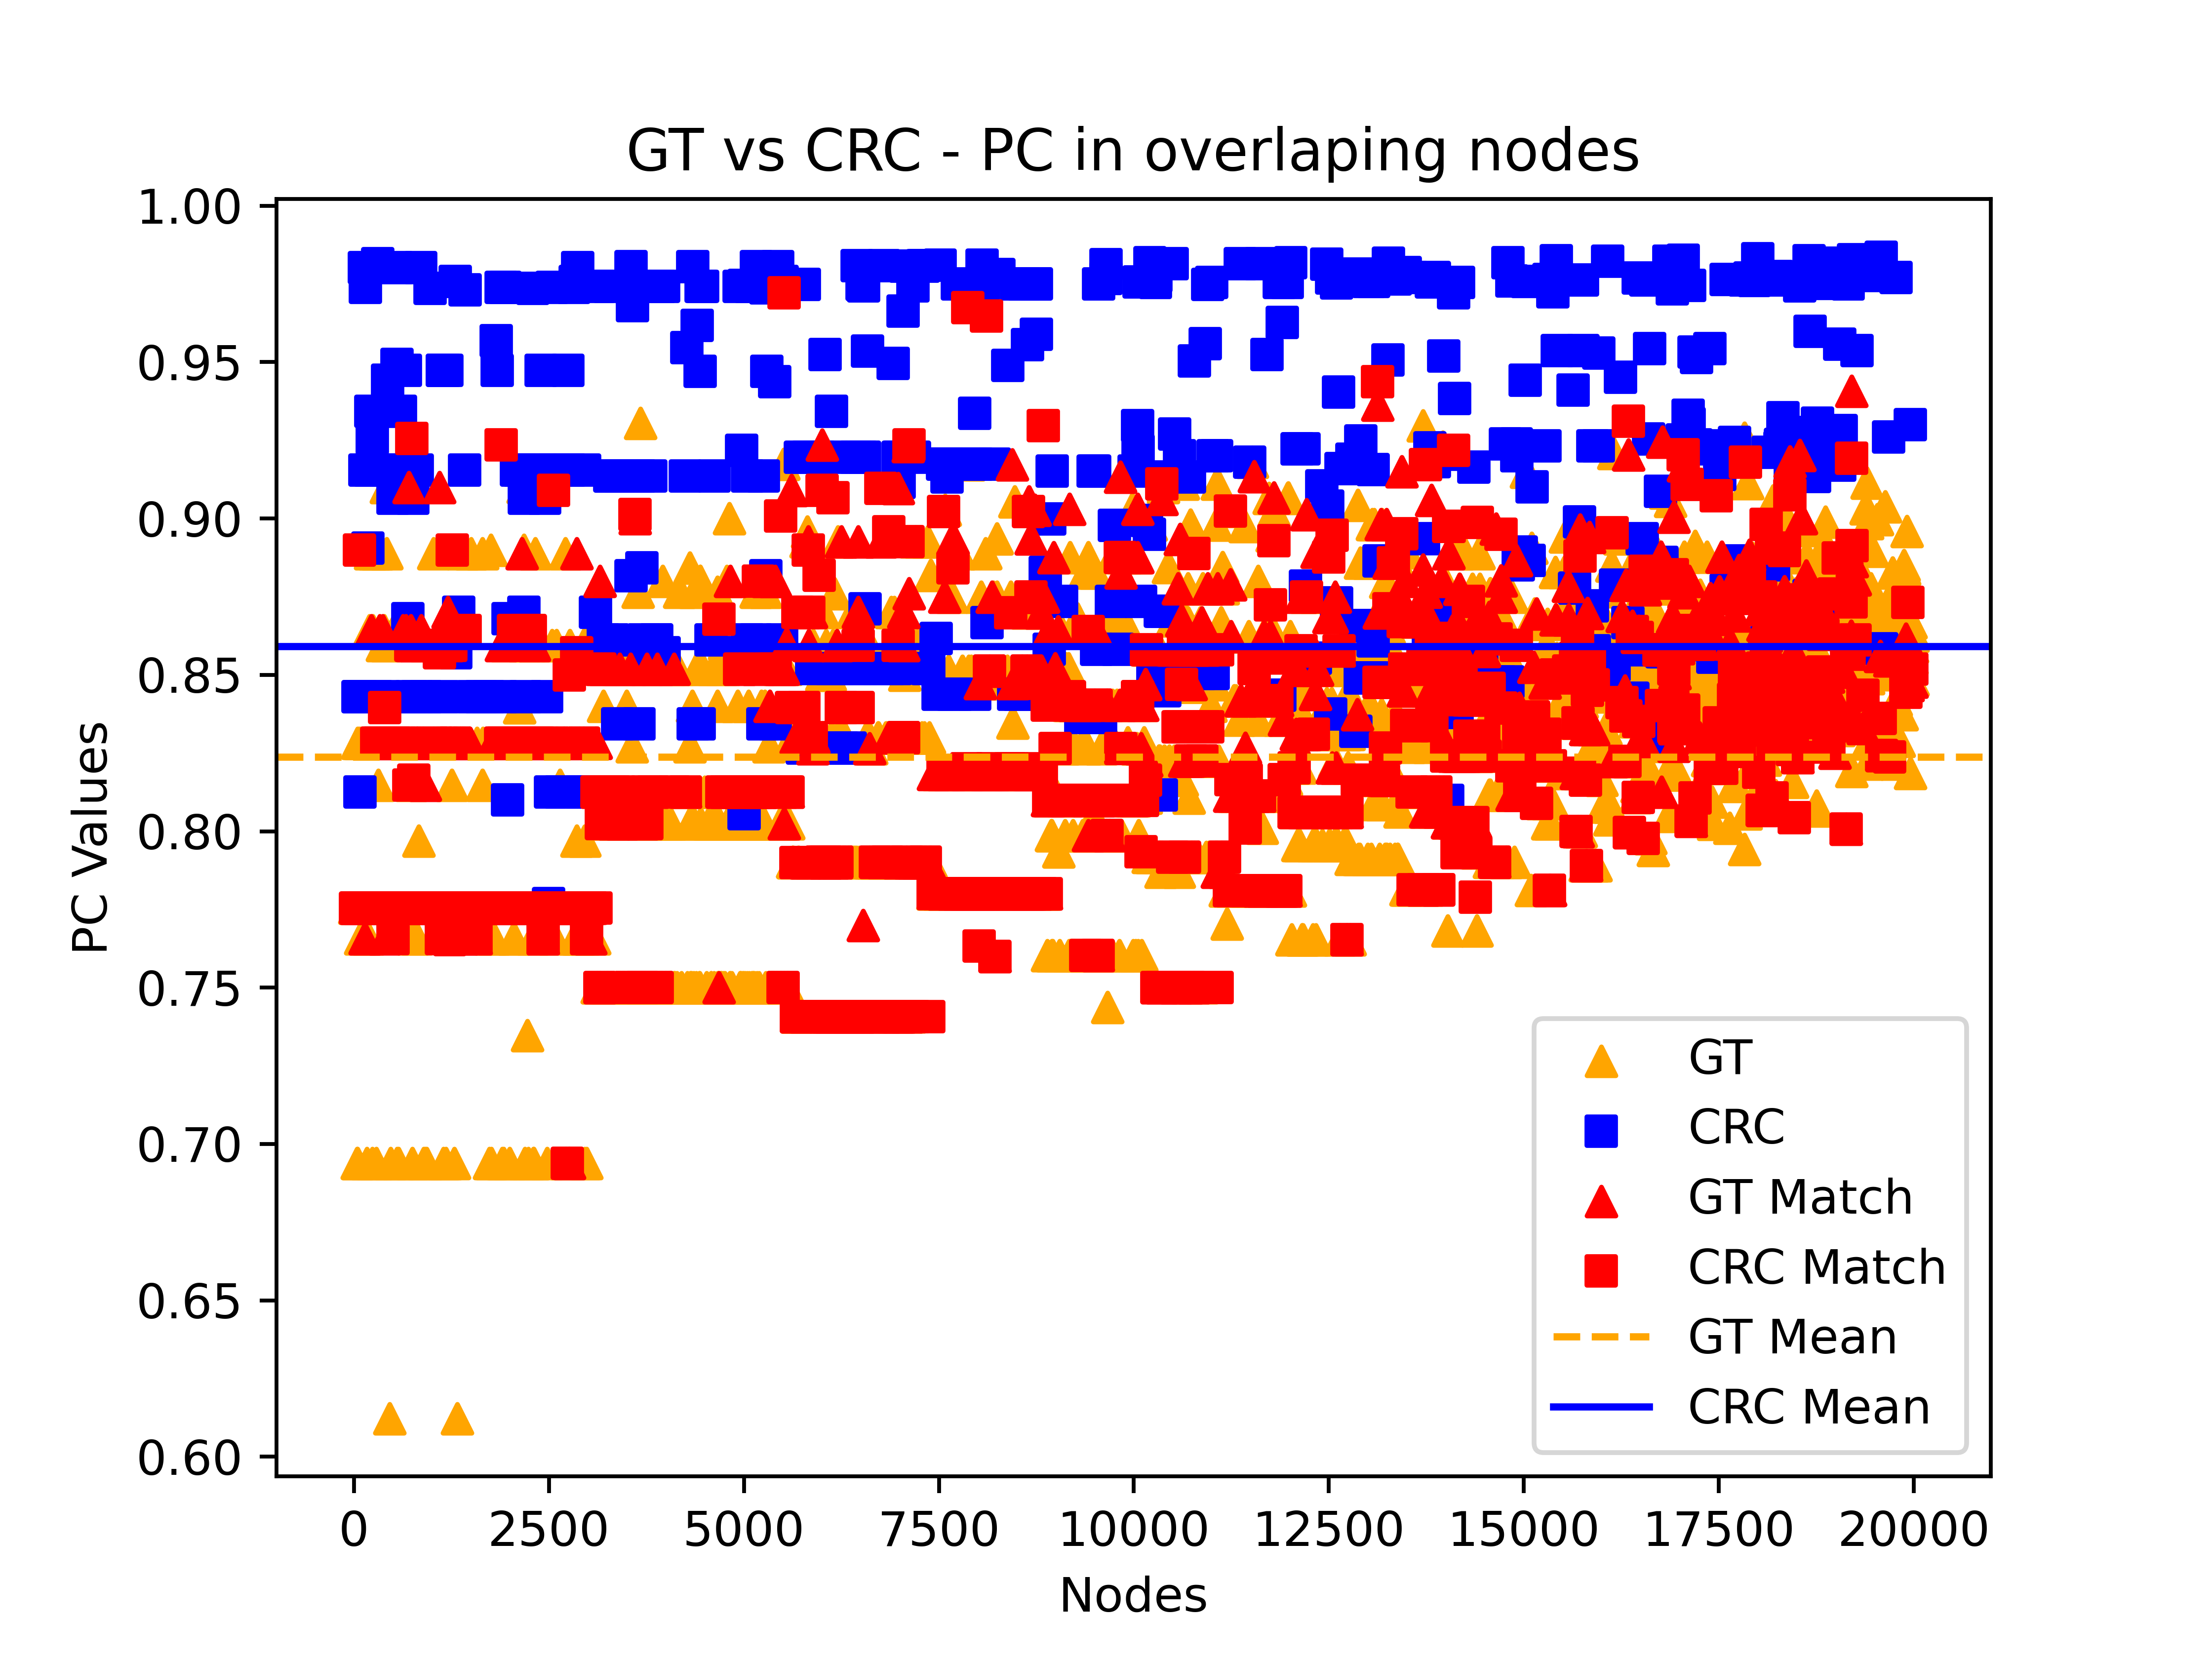 GT vs CRC - PC in overlaping nodes
1.00
0.95
0.90
0.85
0.80
0.75
0.70
0.65
0.60
PC Values
GT
CRC
GT Match
CRC Match
GT Mean
CRC Mean
0 2500 5000 7500 10000 12500 15000 17500 20000
Nodes